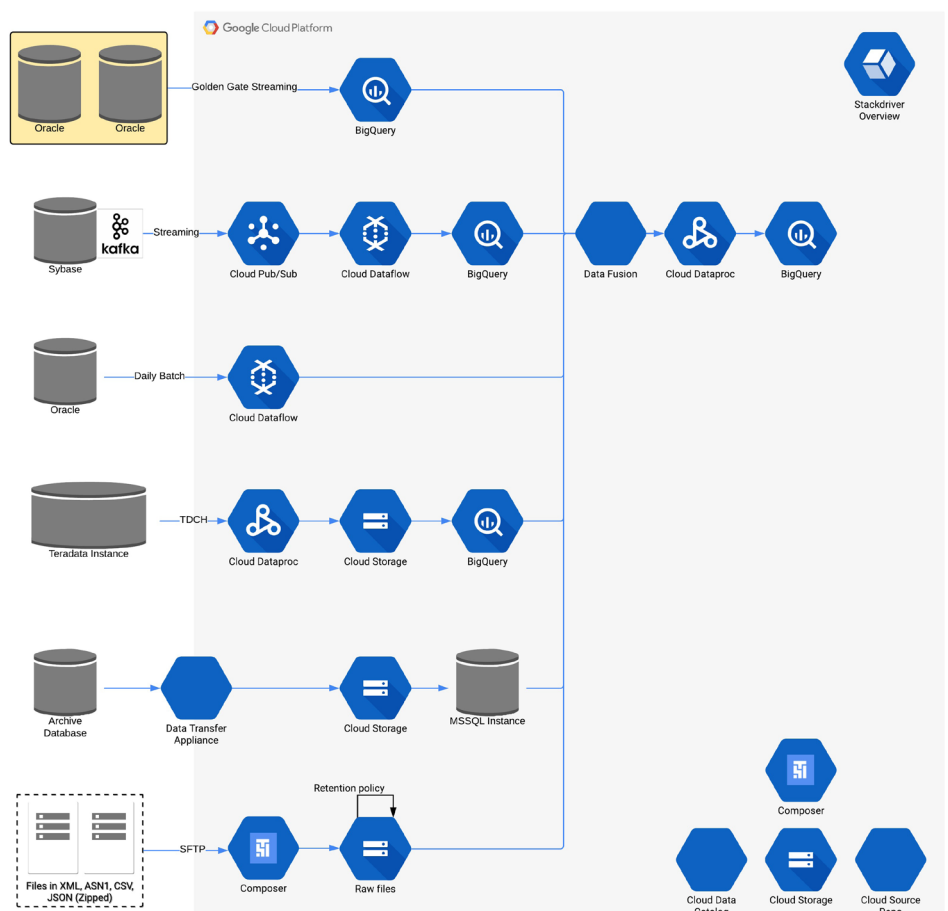 Google Cloud Platform
Oracle
Oracle
Golden Gate Streaming
BigQuery
Stackdriver
Overview
kafka
Sybase
Streaming
Cloud Pub/Sub
Cloud Dataflow
BigQuery
Data Fusion
Cloud Dataproc
BigQuery
Oracle
Daily Batch
Cloud Dataflow
Teradata Instance
TDCH
Cloud Dataproc
Cloud Storage
BigQuery
Archive
Database
Data Transfer
Appliance
Cloud Storage
MSSQL Instance
Composer
Retention policy
Files in XML, ASN1, CSV,
JSON (Zipped)
SFTP
Composer
Raw files
Cloud Data
Catalog
Cloud Storage
Cloud Source
Repo